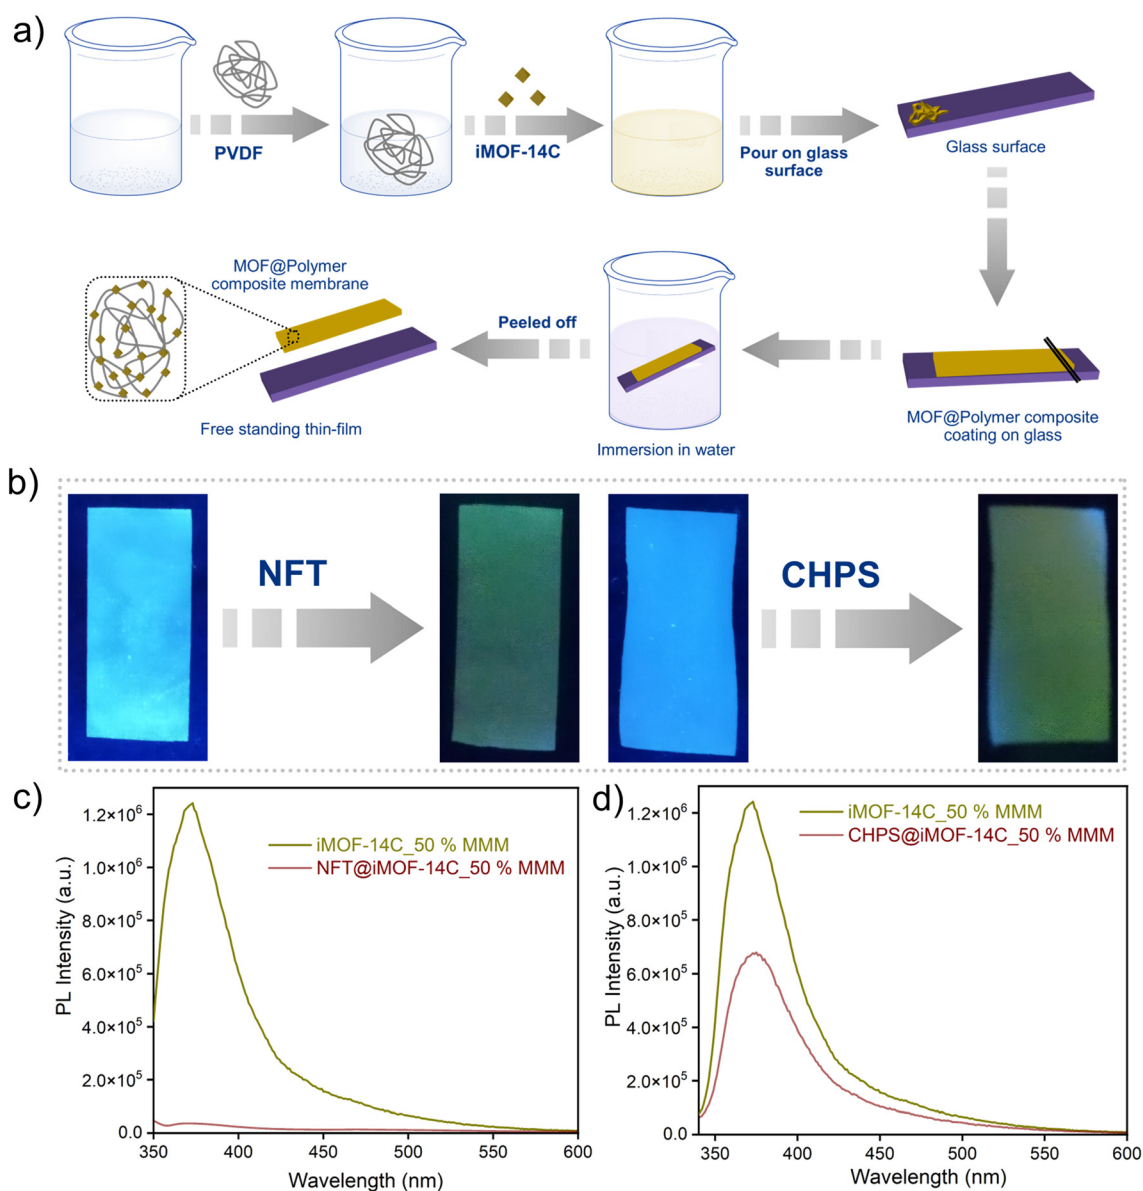 a)
PVDF
iMOF-14C
Pour on glass
surface
Glass surface
MOF@Polymer
composite membrane
Peeled off
Free standing thin-film
Immersion in water
MOF@Polymer composite
coating on glass
b)
NFT
CHPS
c)
1.2×10⁶
1.0×10⁶
8.0×10⁵
6.0×10⁵
4.0×10⁵
2.0×10⁵
0.0
PL Intensity (a.u.)
iMOF-14C_50 % MMM
NFT@iMOF-14C_50 % MMM
350 400 450 500 550 600
Wavelength (nm)
d)
1.2×10⁶
1.0×10⁶
8.0×10⁵
6.0×10⁵
4.0×10⁵
2.0×10⁵
0.0
PL Intensity (a.u.)
iMOF-14C_50 % MMM
CHPS@iMOF-14C_50 % MMM
350 400 450 500 550 600
Wavelength (nm)